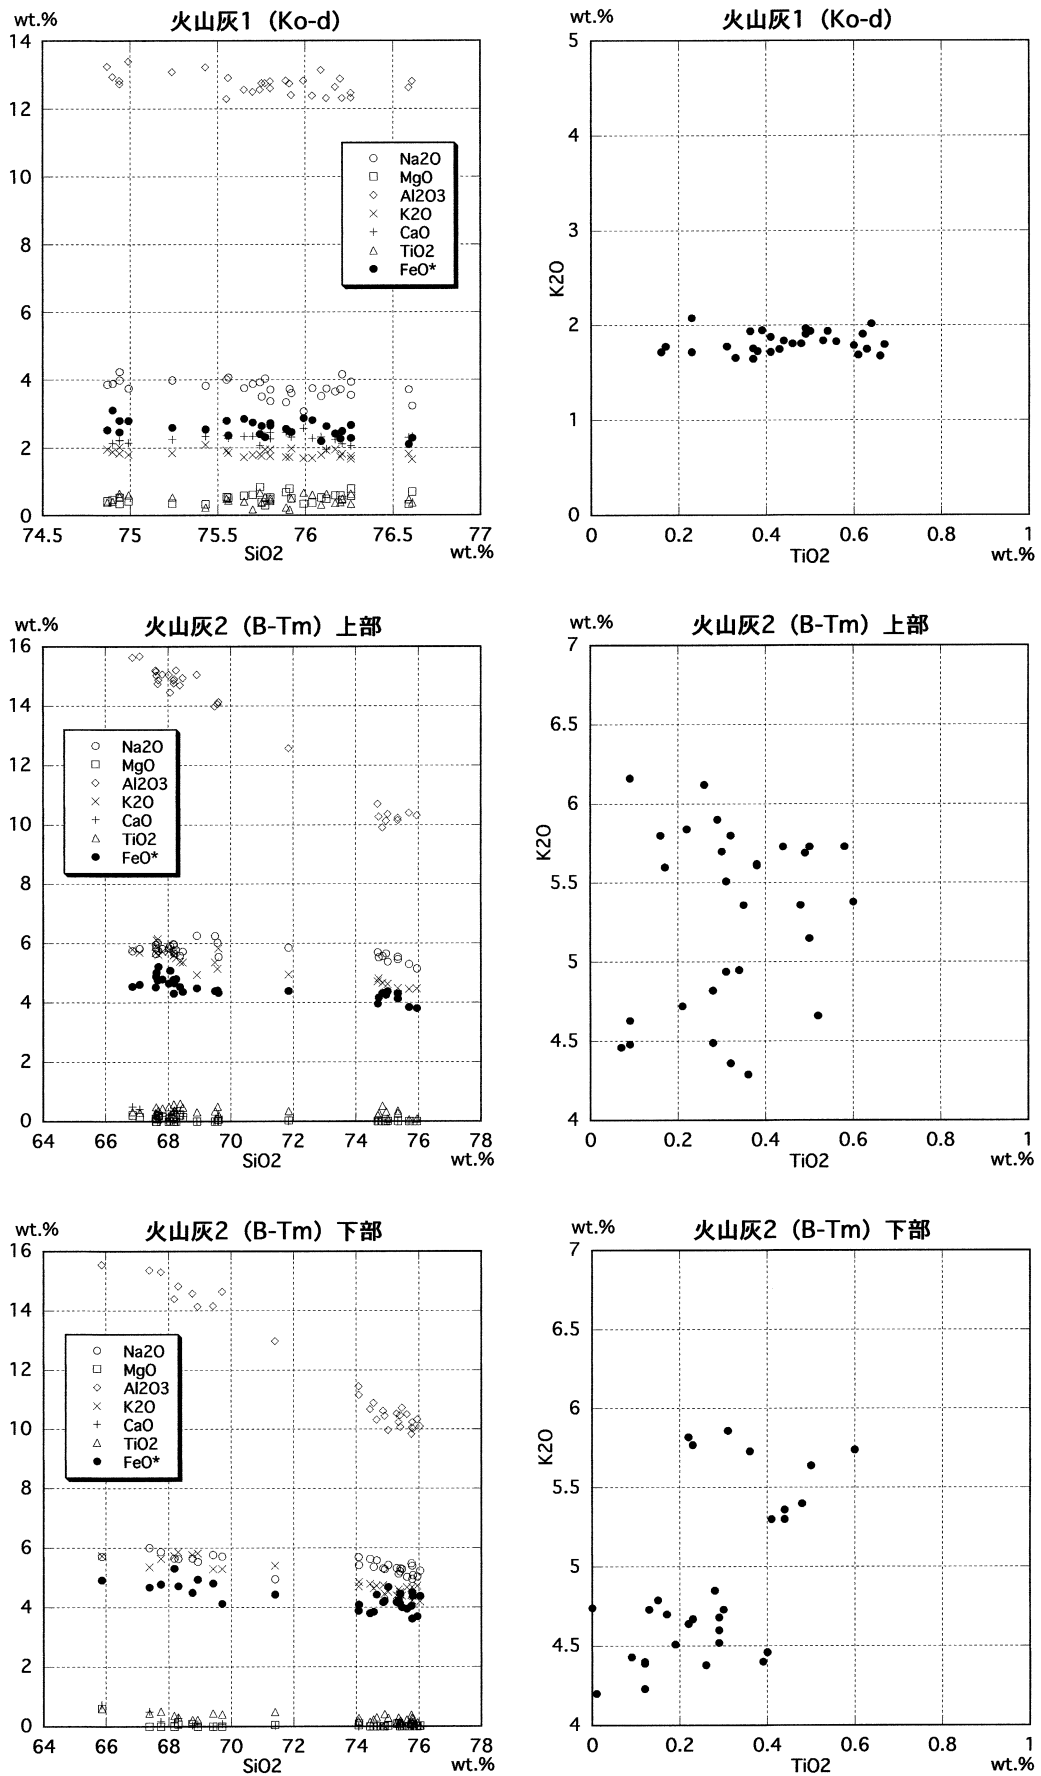 wt.%
火山灰1（Ko-d）
14
12
10
8
6
4
2
0
Na2O
MgO
Al2O3
K2O
CaO
TiO2
FeO*
74.5
75
75.5
76
76.5
77
SiO2
wt.%
wt.%
火山灰1（Ko-d）
5
4
3
2
1
0
K2O
0
0.2
0.4
0.6
0.8
1
TiO2
wt.%
wt.%
火山灰2（B-Tm）上部
16
14
12
10
8
6
4
2
0
Na2O
MgO
Al2O3
K2O
CaO
TiO2
FeO*
64
66
68
70
72
74
76
78
SiO2
wt.%
wt.%
火山灰2（B-Tm）上部
7
6.5
6
5.5
5
4.5
4
K2O
0
0.2
0.4
0.6
0.8
1
TiO2
wt.%
wt.%
火山灰2（B-Tm）下部
16
14
12
10
8
6
4
2
0
Na2O
MgO
Al2O3
K2O
CaO
TiO2
FeO*
64
66
68
70
72
74
76
78
SiO2
wt.%
wt.%
火山灰2（B-Tm）下部
7
6.5
6
5.5
5
4.5
4
K2O
0
0.2
0.4
0.6
0.8
1
TiO2
wt.%